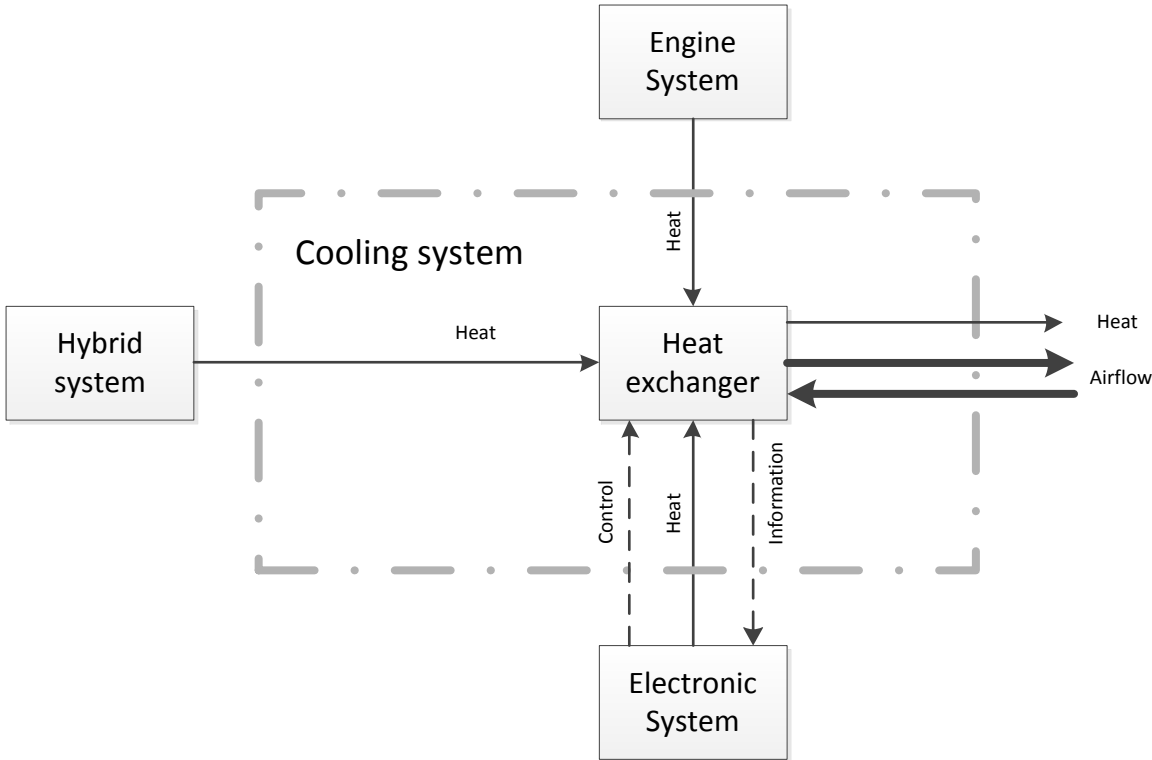 Engine
System
Heat
Cooling system
Hybrid
system
Heat
Heat
exchanger
Heat
Airflow
Control
Heat
Information
Electronic
System